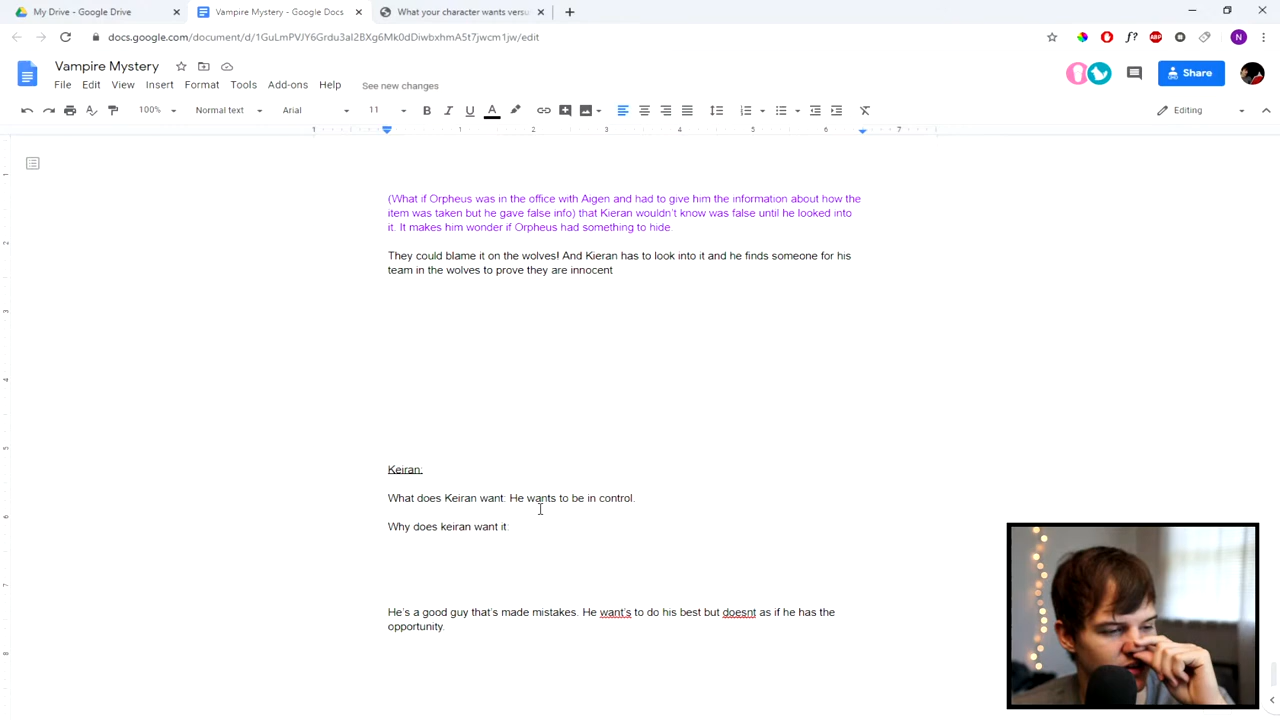 My Drive - Google Drive
Vampire Mystery - Google Docs
What your character wants versu
docs.google.com/document/d/1GuLmPVJY6Grdu3al2BXg6Mk0dDiwbxhmA5t7jwcm1jw/edit
Vampire Mystery
File Edit View Insert Format Tools Add-ons Help See new changes
Share
100% Normal text Arial 11 Editing
1 1 2 3 4 5 6 7
(What if Orpheus was in the office with Aigen and had to give him the information about how the
item was taken but he gave false info) that Kieran wouldn't know was false until he looked into
it. It makes him wonder if Orpheus had something to hide.
They could blame it on the wolves! And Kieran has to look into it and he finds someone for his
team in the wolves to prove they are innocent
Keiran:
What does Keiran want: He wants to be in control.
Why does keiran want it:
He's a good guy that's made mistakes. He want's to do his best but doesnt as if he has the
opportunity.